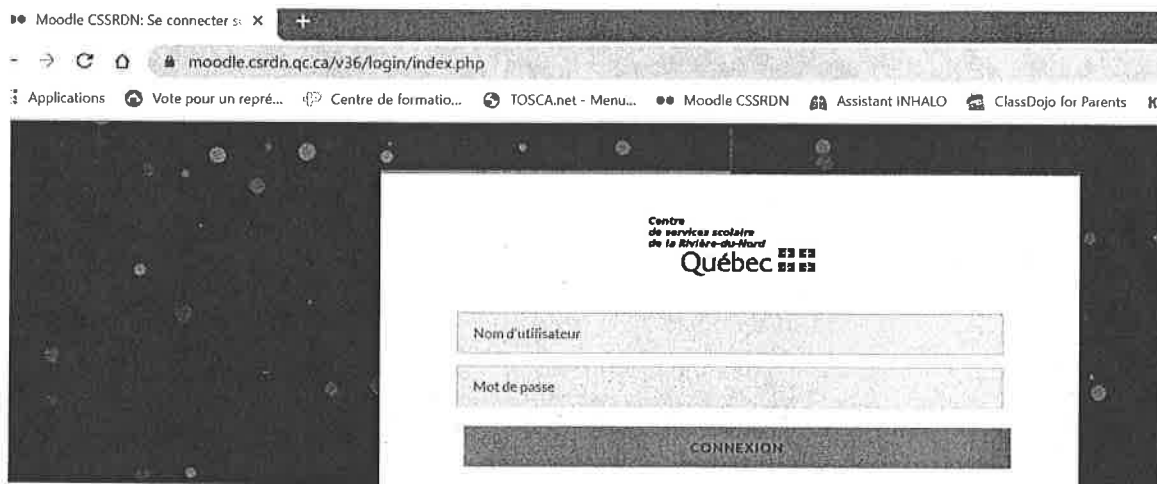 Moodle CSSRDN: Se connecter s
moodle.csrdn.qc.ca/v36/login/index.php
Applications Vote pour un repré... Centre de formatio... TOSCA.net - Menu... Moodle CSSRDN Assistant INHALO ClassDojo for Parents K
Centre
de services scolaire
de la Rivière-du-Nord
Québec
Nom d'utilisateur
Mot de passe
CONNEXION